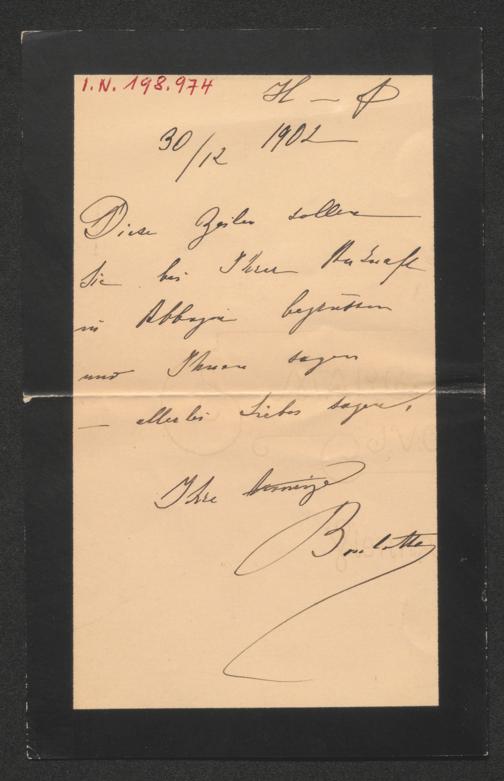 I.N. 198.974
H –
30/12 1902
Diese Zeilen sollen
Sie bei Ihrer Ankunft
in Abbazia begrüssen
und Ihnen sagen
– allerlei Liebes sagen.
Ihre